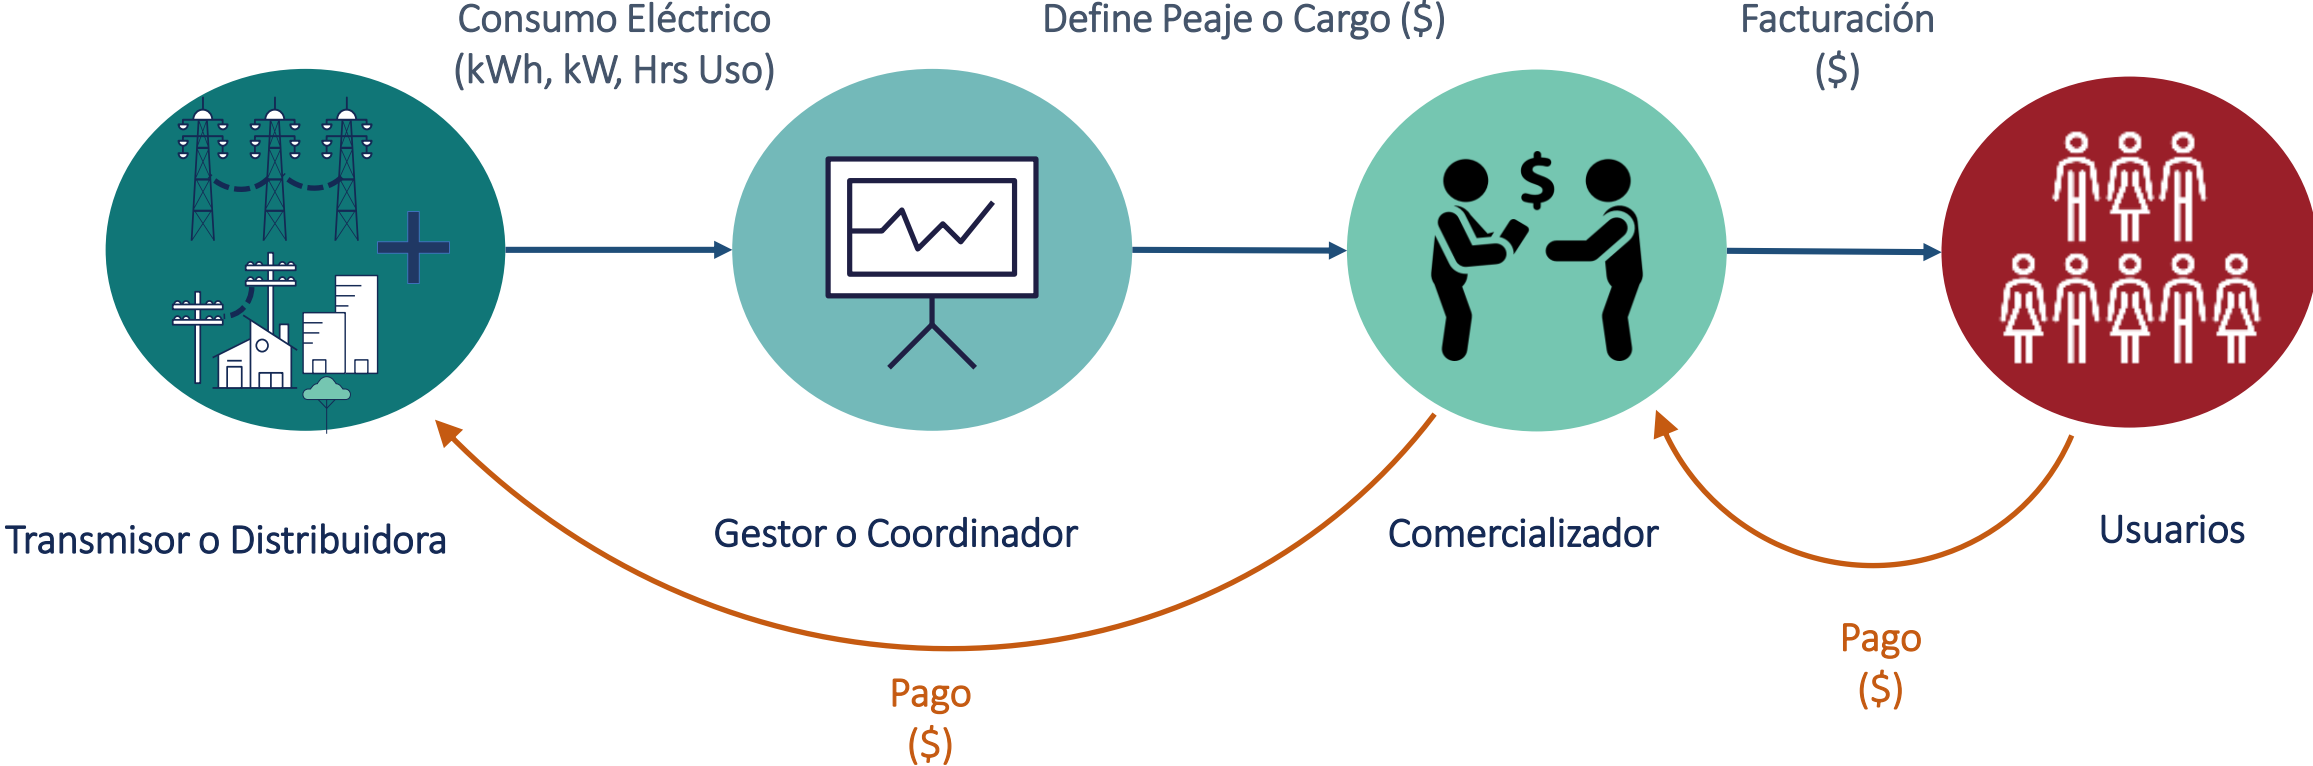 Consumo Eléctrico
(kWh, kW, Hrs Uso)
Define Peaje o Cargo ($)
Facturación
($)
$
Transmisor o Distribuidora
Gestor o Coordinador
Comercializador
Usuarios
Pago
($)
Pago
($)